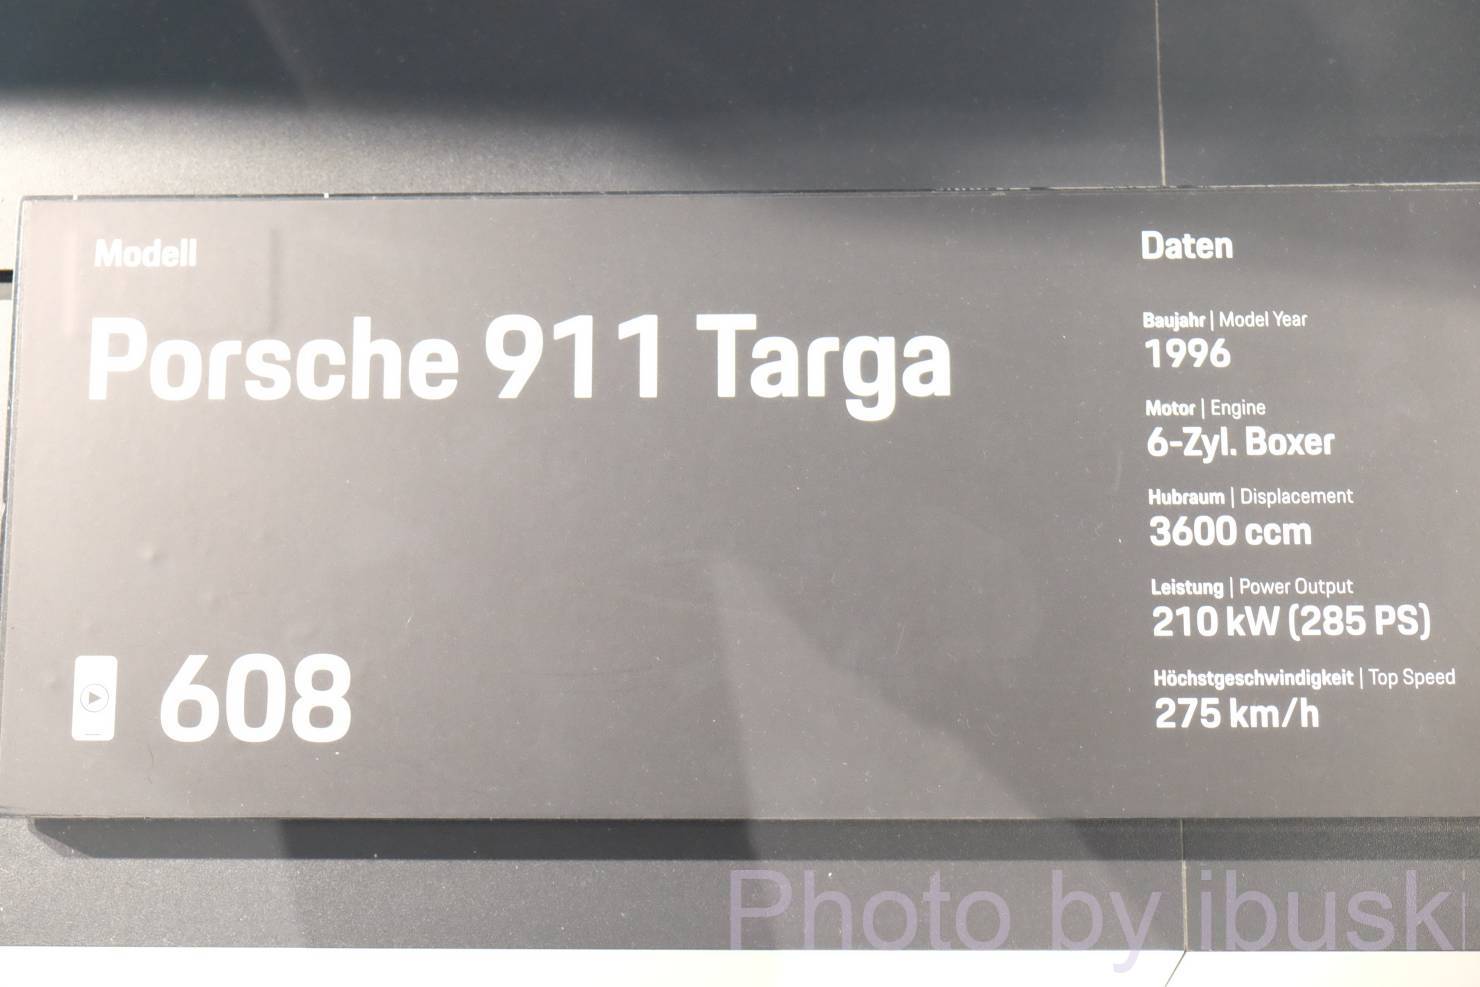 Modell
Porsche 911 Targa
608
Daten
Baujahr | Model Year
1996
Motor | Engine
6-Zyl. Boxer
Hubraum | Displacement
3600 ccm
Leistung | Power Output
210 kW (285 PS)
Höchstgeschwindigkeit | Top Speed
275 km/h
Photo by ibuski